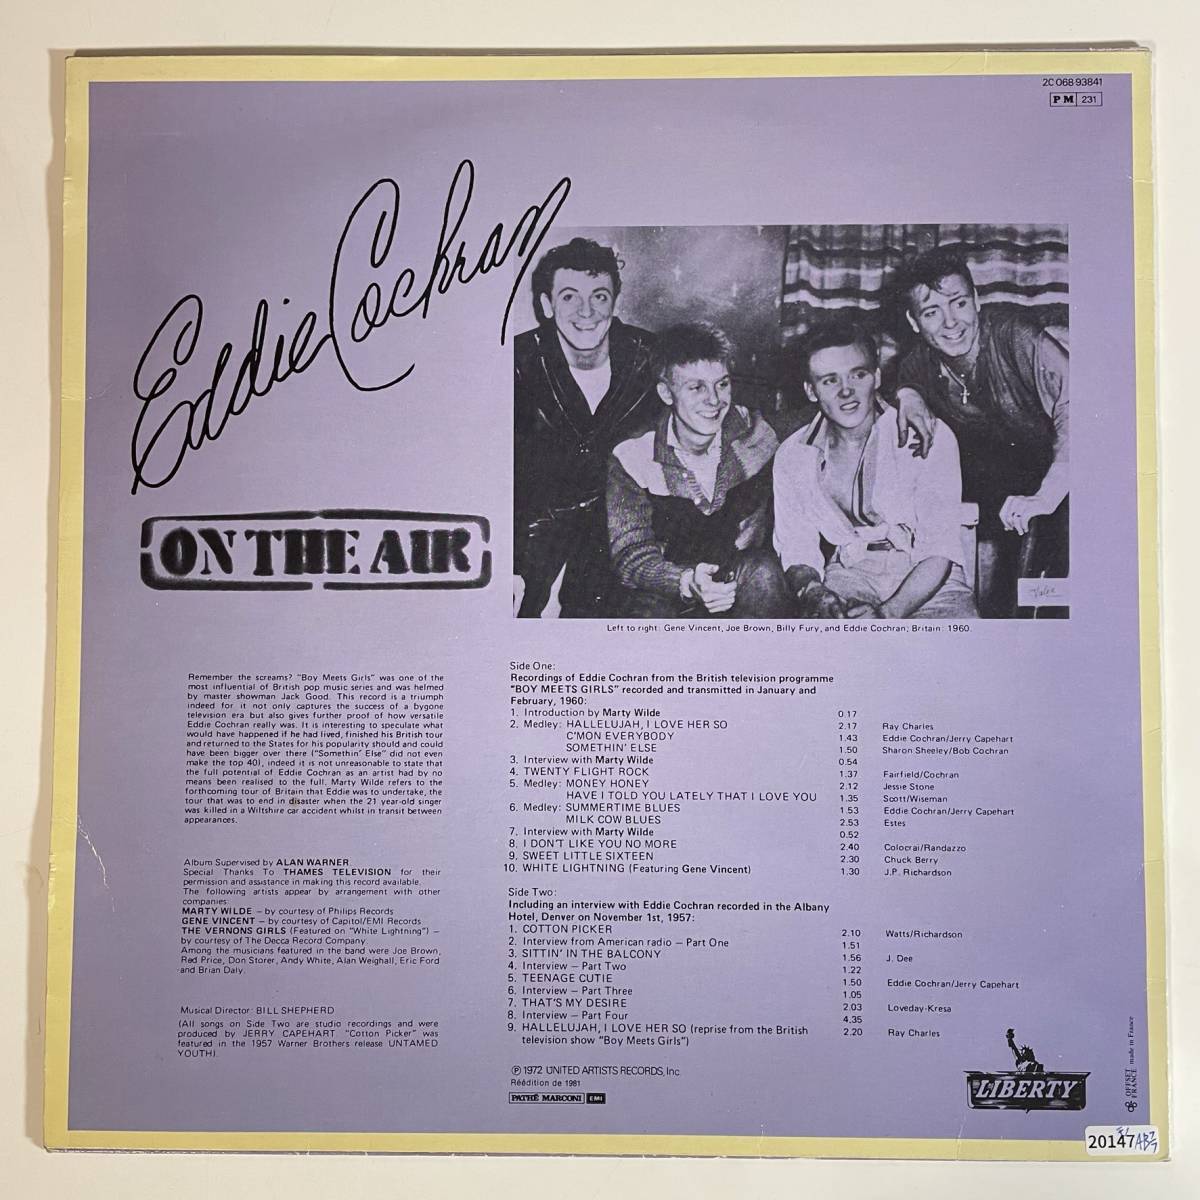 2C 068-93841
PM 231
Eddie Cochran
ON THE AIR
Left to right: Gene Vincent, Joe Brown, Billy Fury, and Eddie Cochran; Britain: 1960.
Remember the screams? "Boy Meets Girls" was one of the
most influential of British pop music series and was helmed
by master showman Jack Good. This record is a triumph
indeed for it not only captures the success of a bygone
television era but also gives further proof of how versatile
Eddie Cochran really was. It is interesting to speculate what
would have happened if he had lived, finished his British tour
and returned to the States for his popularity should and could
have been bigger over there ("Somethin' Else" did not even
make the top 40), indeed it is not unreasonable to state that
the full potential of Eddie Cochran as an artist had by no
means been realised to the full. Marty Wilde refers to the
forthcoming tour of Britain that Eddie was to undertake, the
tour that was to end in disaster when the 21 year-old singer
was killed in a Wiltshire car accident whilst in transit between
appearances.
Album Supervised by ALAN WARNER.
Special Thanks To THAMES TELEVISION for their
permission and assistance in making this record available.
The following artists appear by arrangement with other
companies:
MARTY WILDE – by courtesy of Philips Records
GENE VINCENT – by courtesy of Capitol/EMI Records
THE VERNONS GIRLS (Featured on "White Lightning") –
by courtesy of The Decca Record Company.
Among the musicians featured in the band were Joe Brown,
Red Price, Don Storer, Andy White, Alan Weighall, Eric Ford
and Brian Daly.
Musical Director: BILL SHEPHERD
(All songs on Side Two are studio recordings and were
produced by JERRY CAPEHART "Cotton Picker" was
featured in the 1957 Warner Brothers release UNTAMED
YOUTH).
Side One:
Recordings of Eddie Cochran from the British television programme
"BOY MEETS GIRLS" recorded and transmitted in January and
February, 1960:
1. Introduction by Marty Wilde 0.17
2. Medley: HALLELUJAH, I LOVE HER SO 2.17 Ray Charles
C'MON EVERYBODY 1.43 Eddie Cochran/Jerry Capehart
SOMETHIN' ELSE 1.50 Sharon Sheeley/Bob Cochran
3. Interview with Marty Wilde 0.54
4. TWENTY FLIGHT ROCK 1.37 Fairfield/Cochran
5. Medley: MONEY HONEY 2.12 Jessie Stone
HAVE I TOLD YOU LATELY THAT I LOVE YOU 1.35 Scott/Wiseman
6. Medley: SUMMERTIME BLUES 1.53 Eddie Cochran/Jerry Capehart
MILK COW BLUES 2.53 Estes
7. Interview with Marty Wilde 0.52
8. I DON'T LIKE YOU NO MORE 2.40 Colocrai/Randazzo
9. SWEET LITTLE SIXTEEN 2.30 Chuck Berry
10. WHITE LIGHTNING (Featuring Gene Vincent) 1.30 J.P. Richardson
Side Two:
Including an interview with Eddie Cochran recorded in the Albany
Hotel, Denver on November 1st, 1957:
1. COTTON PICKER 2.10 Watts/Richardson
2. Interview from American radio – Part One 1.51
3. SITTIN' IN THE BALCONY 1.56 J. Dee
4. Interview – Part Two 1.22
5. TEENAGE CUTIE 1.50 Eddie Cochran/Jerry Capehart
6. Interview – Part Three 1.05
7. THAT'S MY DESIRE 2.03 Loveday-Kresa
8. Interview – Part Four 4.35
9. HALLELUJAH, I LOVE HER SO (reprise from the British 2.20 Ray Charles
television show "Boy Meets Girls")
℗ 1972 UNITED ARTISTS RECORDS, Inc.
Réédition de 1981
PATHÉ MARCONI EMI
LIBERTY
OFFSET
FRANCE made in France
20147